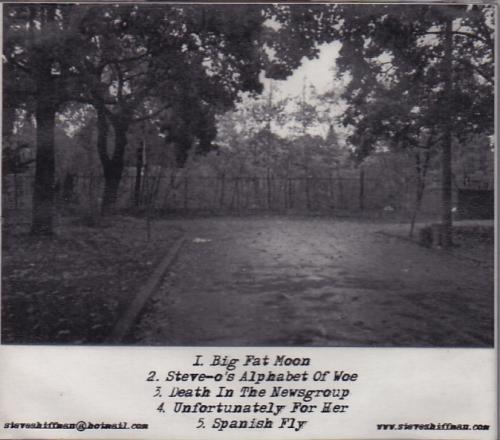 1. Big Fat Moon
2. Steve-o's Alphabet Of Woe
3. Death In The Newsgroup
4. Unfortunately For Her
5. Spanish Fly
steveshiffman@hotmail.com
www.steveshiffman.com